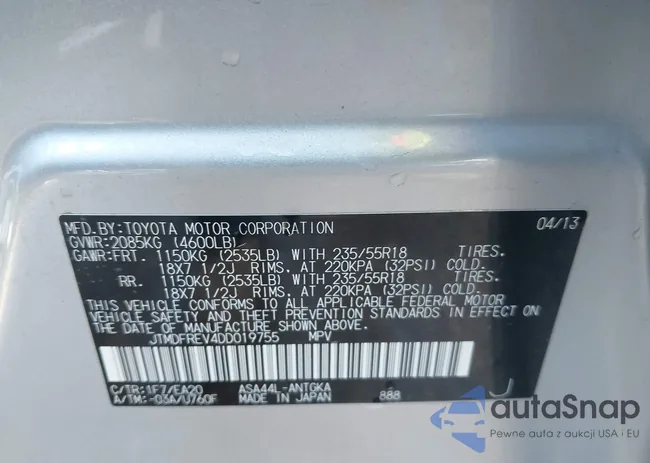 MFD.BY:TOYOTA MOTOR CORPORATION 04/13
GVWR:2085KG (4600LB)
GAWR:FRT. 1150KG (2535LB) WITH 235/55R18 TIRES.
18X7 1/2J RIMS. AT 220KPA (32PSI) COLD.
RR. 1150KG (2535LB) WITH 235/55R18 TIRES.
18X7 1/2J RIMS. AT 220KPA (32PSI) COLD.
THIS VEHICLE CONFORMS TO ALL APPLICABLE FEDERAL MOTOR
VEHICLE SAFETY AND THEFT PREVENTION STANDARDS IN EFFECT ON
THE DATE OF MANUFACTURE SHOWN ABOVE.
JTMDFREV4DD019755 MPV
C/TR:1F7/EA20 ASA44L-ANTGKA
A/TM:-03A/U760F MADE IN JAPAN 888
J
autaSnap
Pewne auta z aukcji USA i EU